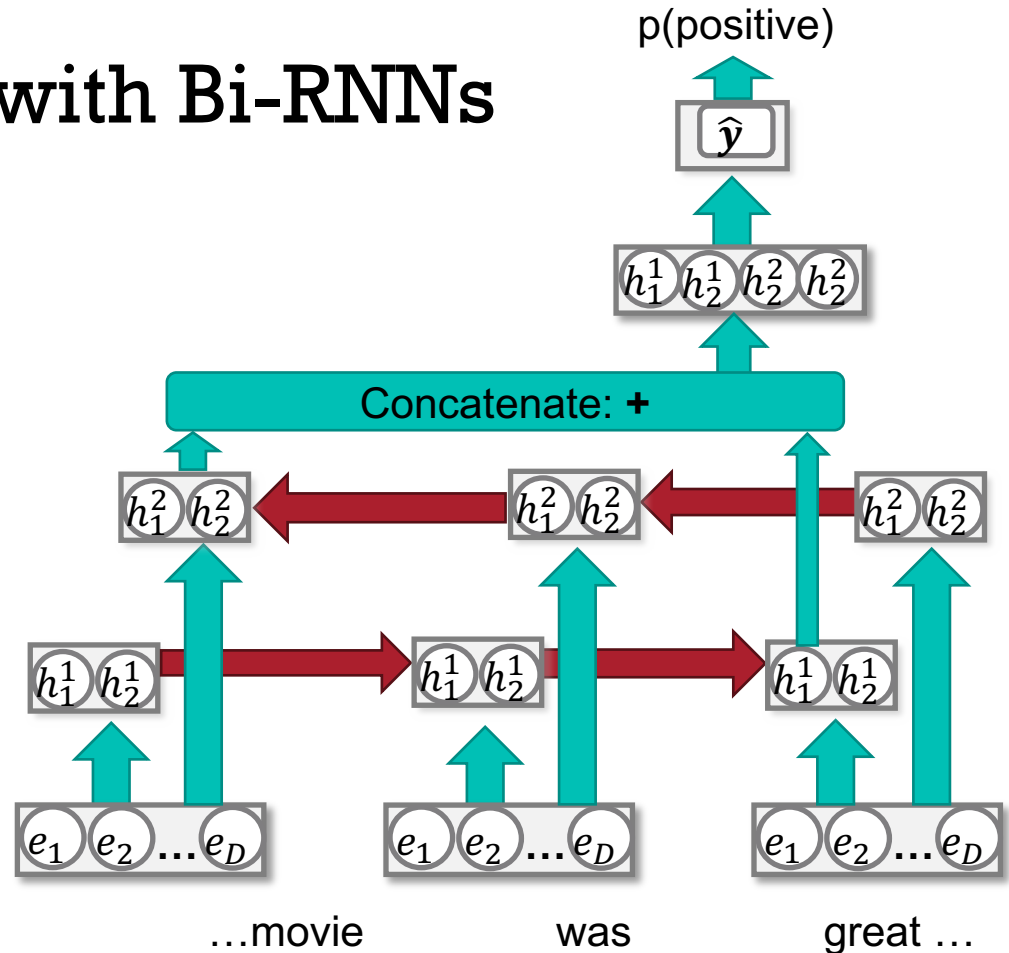 p(positive)
with Bi-RNNs
ŷ
h₁¹ h₂¹ h₂² h₂²
Concatenate: +
h₁² h₂² h₁² h₂² h₁² h₂²
h₁¹ h₂¹ h₁¹ h₂¹ h₁¹ h₂¹
e₁ e₂ … e_D e₁ e₂ … e_D e₁ e₂ … e_D
…movie was great …